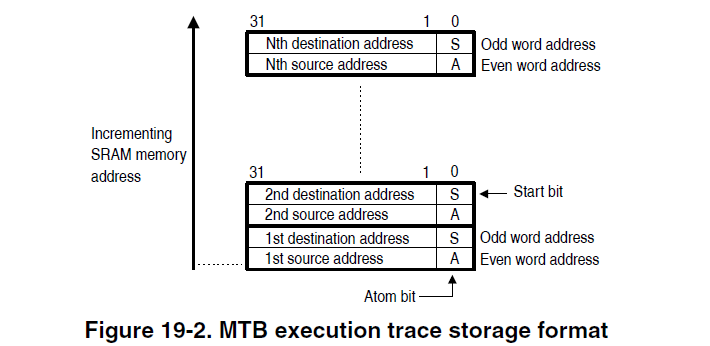 31 1 0
Nth destination address S Odd word address
Nth source address A Even word address
Incrementing
SRAM memory
address
31 1 0
2nd destination address S Start bit
2nd source address A
1st destination address S Odd word address
1st source address A Even word address
Atom bit
Figure 19-2. MTB execution trace storage format